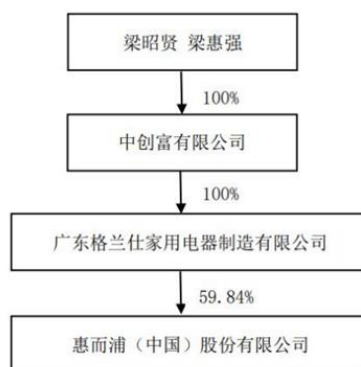 梁昭贤 梁惠强
100%
中创富有限公司
100%
广东格兰仕家用电器制造有限公司
59.84%
惠而浦（中国）股份有限公司